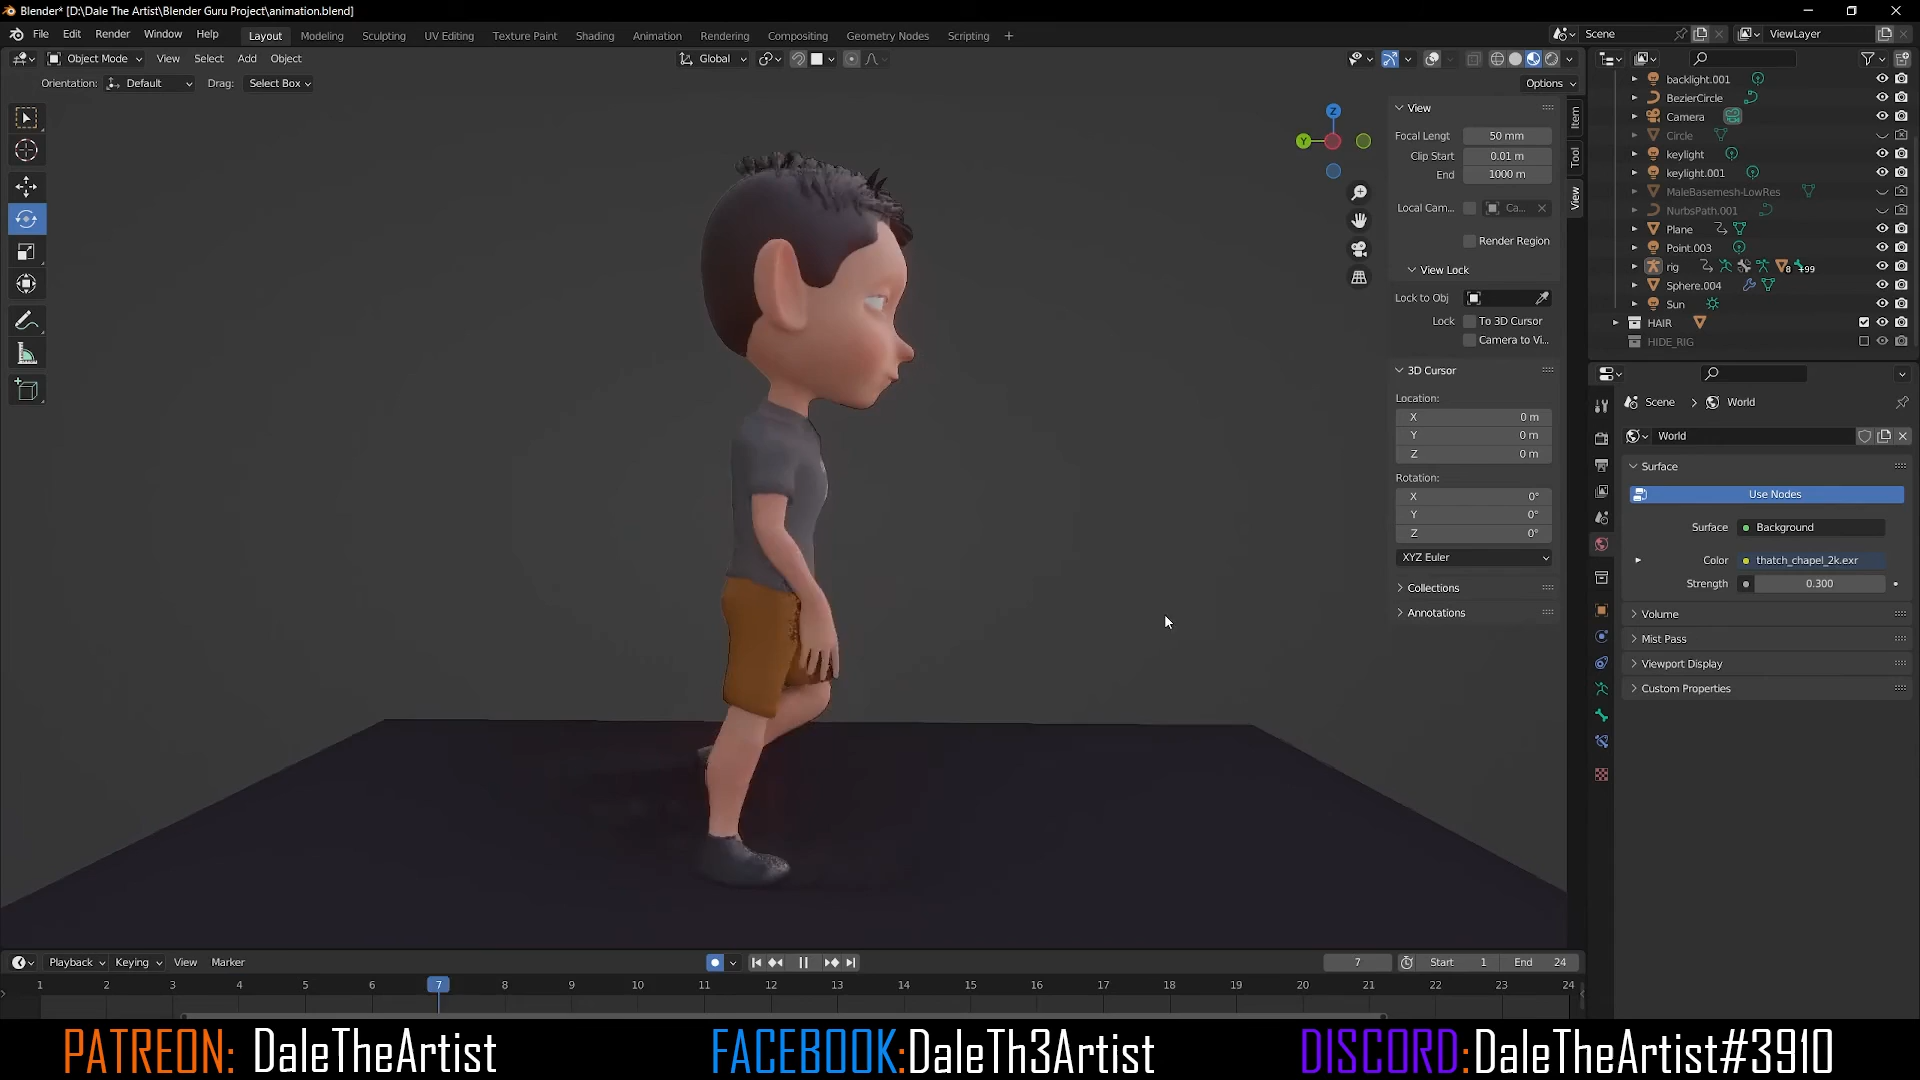 Blender* [D:\Dale The Artist\Blender Guru Project\animation.blend]
File Edit Render Window Help Layout Modeling Sculpting UV Editing Texture Paint Shading Animation Rendering Compositing Geometry Nodes Scripting + Scene ViewLayer
Object Mode View Select Add Object Global
Orientation: Default Drag: Select Box Options
Z
Y
View
Focal Lengt 50 mm
Clip Start 0.01 m
End 1000 m
Local Cam... Ca...
Render Region
View Lock
Lock to Obj
Lock To 3D Cursor
Camera to Vi...
3D Cursor
Location:
X 0 m
Y 0 m
Z 0 m
Rotation:
X 0°
Y 0°
Z 0°
XYZ Euler
Collections
Annotations
Item
Tool
View
backlight.001
BezierCircle
Camera
Circle
keylight
keylight.001
MaleBasemesh-LowRes
NurbsPath.001
Plane
Point.003
rig 8 +99
Sphere.004
Sun
HAIR
HIDE_RIG
Scene > World
World
Surface
Use Nodes
Surface Background
Color thatch_chapel_2k.exr
Strength 0.300
Volume
Mist Pass
Viewport Display
Custom Properties
Playback Keying View Marker 7 Start 1 End 24
1 2 3 4 5 6 7 8 9 10 11 12 13 14 15 16 17 18 19 20 21 22 23 24
PATREON: DaleTheArtist FACEBOOK:DaleTh3Artist DISCORD:DaleTheArtist#3910